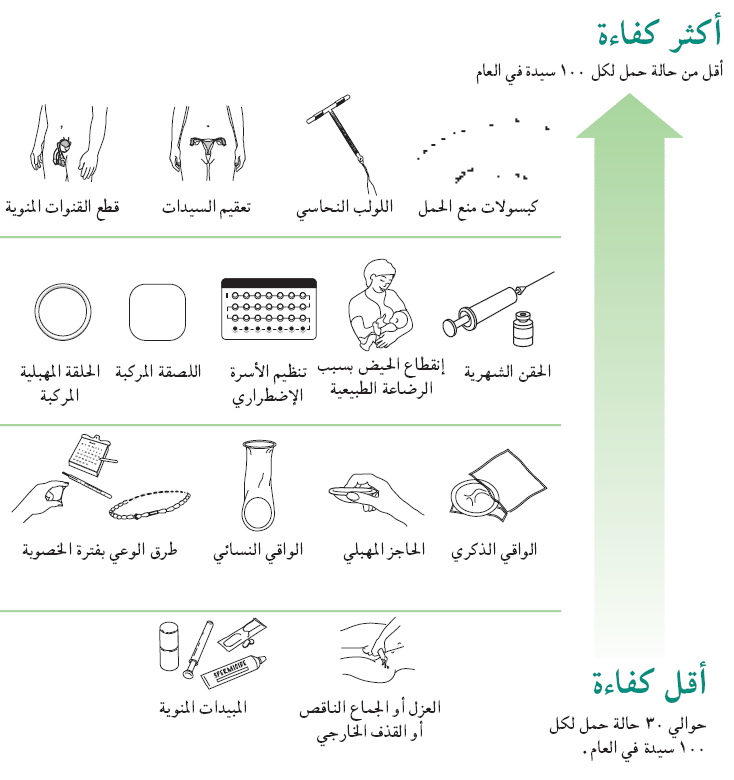 أكثر كفاءة
أقل من حالة حمل لكل ١٠٠ سيدة في العام
كبسولات منع الحمل
اللولب النحاسي
تعقيم السيدات
قطع القنوات المنوية
الحقن الشهرية
إنقطاع الحيض بسبب
الرضاعة الطبيعية
تنظيم الأسرة
الإضطراري
اللصقة المركبة
الحلقة المهبلية
المركبة
الواقي الذكري
الحاجز المهبلي
الواقي النسائي
طرق الوعي بفترة الخصوبة
SPERMICIDE
العزل أو الجماع الناقص
أو القذف الخارجي
المبيدات المنوية
أقل كفاءة
حوالي ٣٠ حالة حمل لكل
١٠٠ سيدة في العام.